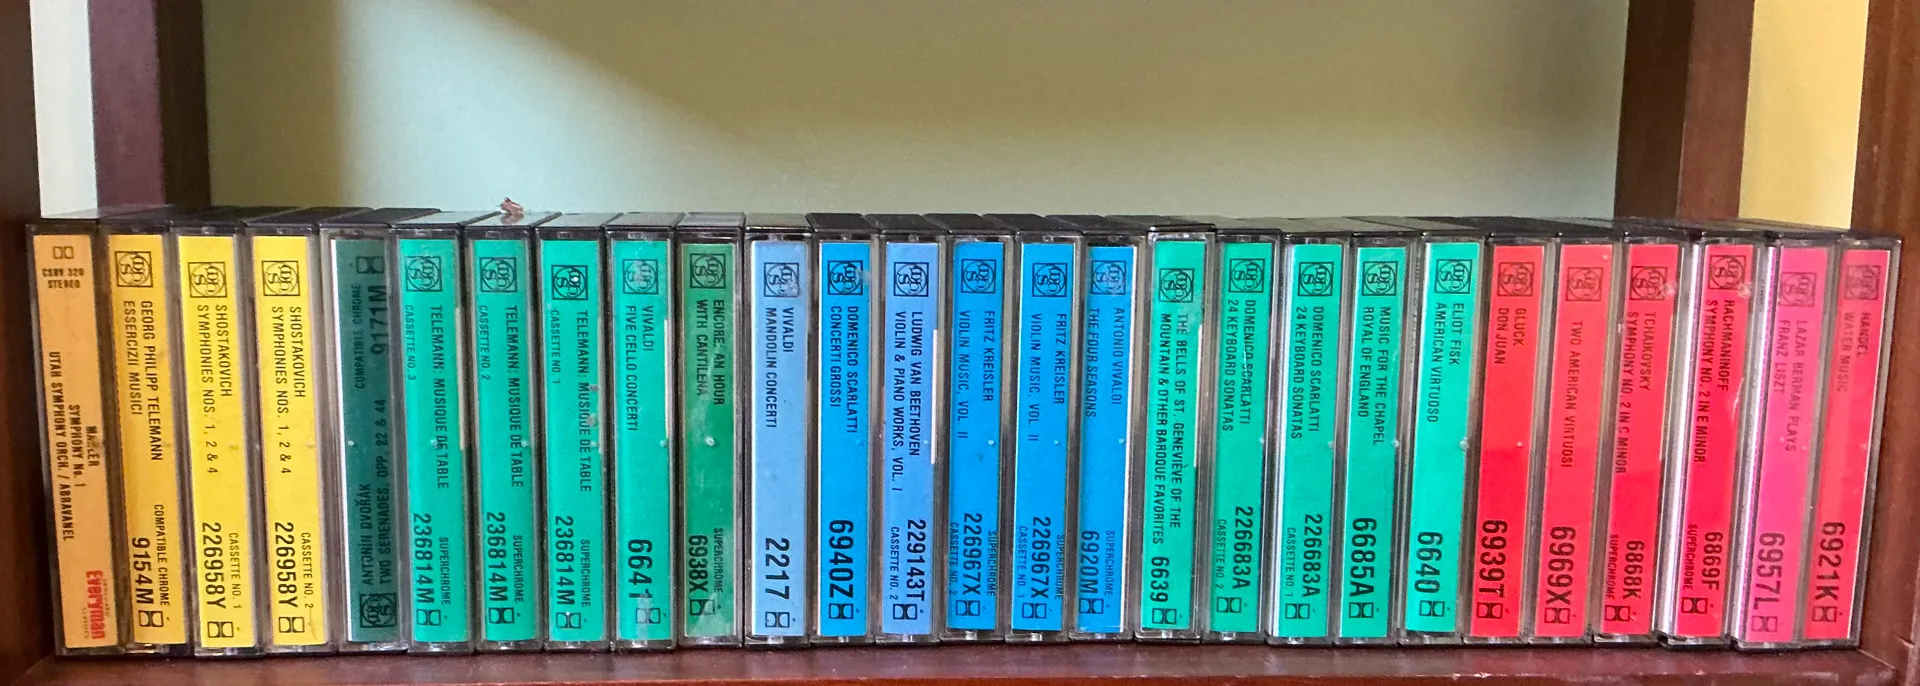 CSRV 320
STEREO
MAHLER
SYMPHONY No. 1
UTAH SYMPHONY ORCH. / ABRAVANEL
Everyman
CLASSICS
GEORG PHILIPP TELEMANN
ESSERCIZII MUSICI
COMPATIBLE CHROME
9154M
SHOSTAKOVICH
SYMPHONIES NOS. 1, 2 & 4
CASSETTE NO. 1
226958Y
SHOSTAKOVICH
SYMPHONIES NOS. 1, 2 & 4
CASSETTE NO. 2
226958Y
ANTONIN DVOŘÁK
TWO SERENADES, OPP. 22 & 44
COMPATIBLE CHROME
9171M
TELEMANN: MUSIQUE DE TABLE
CASSETTE NO. 3
SUPERCHROME
236814M
TELEMANN: MUSIQUE DE TABLE
CASSETTE NO. 2
SUPERCHROME
236814M
TELEMANN: MUSIQUE DE TABLE
CASSETTE NO. 1
SUPERCHROME
236814M
VIVALDI
FIVE CELLO CONCERTI
6641
ENCORE: AN HOUR
WITH CANTILENA
SUPERCHROME
6938X
VIVALDI
MANDOLIN CONCERTI
2217
DOMENICO SCARLATTI
CONCERTI GROSSI
6940Z
LUDWIG VAN BEETHOVEN
VIOLIN & PIANO WORKS, VOL. I
229143T
CASSETTE NO. 2
FRITZ KREISLER
VIOLIN MUSIC, VOL. II
SUPERCHROME
226967X
CASSETTE NO. 2
FRITZ KREISLER
VIOLIN MUSIC, VOL. II
SUPERCHROME
226967X
CASSETTE NO. 1
ANTONIO VIVALDI
THE FOUR SEASONS
SUPERCHROME
6920M
THE BELLS OF ST. GENEVIEVE OF THE
MOUNTAIN & OTHER BAROQUE FAVORITES
6639
DOMENICO SCARLATTI
24 KEYBOARD SONATAS
226683A
CASSETTE NO. 2
DOMENICO SCARLATTI
24 KEYBOARD SONATAS
226683A
CASSETTE NO. 1
MUSIC FOR THE CHAPEL
ROYAL OF ENGLAND
6685A
ELIOT FISK
AMERICAN VIRTUOSO
6640
GLUCK
DON JUAN
6939T
TWO AMERICAN VIRTUOSI
6969X
TCHAIKOVSKY
SYMPHONY NO. 2 IN C MINOR
6868K
SUPERCHROME
RACHMANINOFF
SYMPHONY NO. 2 IN E MINOR
6869F
SUPERCHROME
LAZAR BERMAN PLAYS
FRANZ LISZT
6957L
HANDEL
WATER MUSIC
6921K